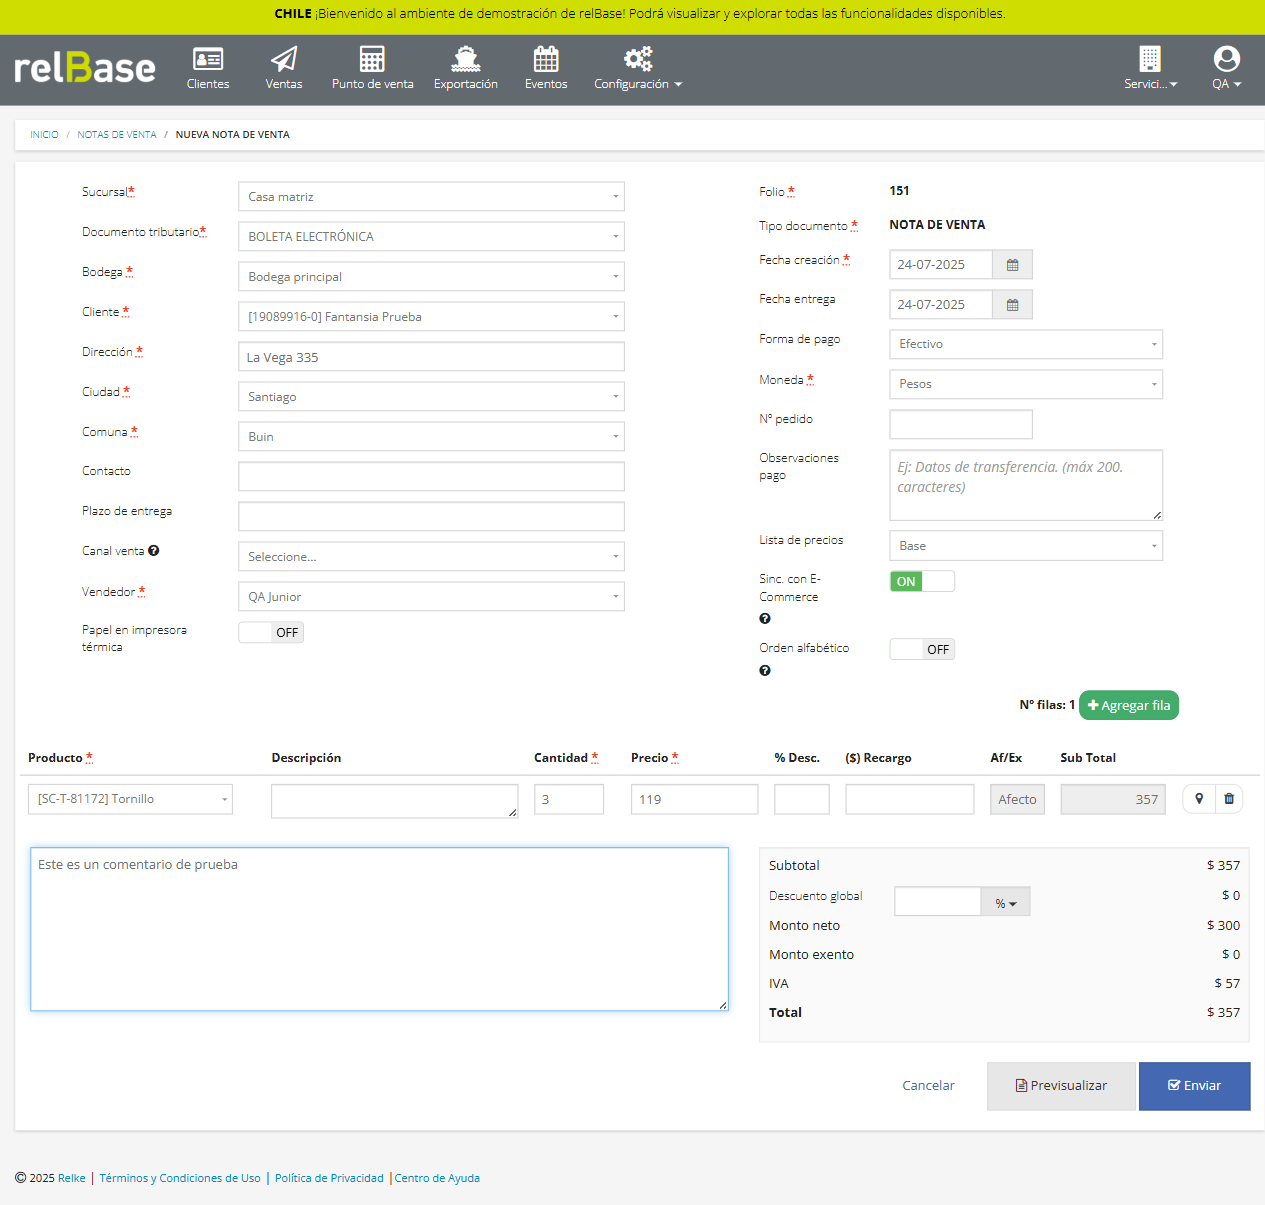 CHILE ¡Bienvenido al ambiente de demostración de relBase! Podrá visualizar y explorar todas las funcionalidades disponibles.
relBase
Clientes
Ventas
Punto de venta
Exportación
Eventos
Configuración
Servici...
QA
INICIO / NOTAS DE VENTA / NUEVA NOTA DE VENTA
Sucursal*
Casa matriz
Documento tributario*
BOLETA ELECTRÓNICA
Bodega *
Bodega principal
Cliente *
[19089916-0] Fantansia Prueba
Dirección *
La Vega 335
Ciudad *
Santiago
Comuna *
Buin
Contacto
Plazo de entrega
Canal venta
Seleccione...
Vendedor *
QA Junior
Papel en impresora
térmica
OFF
Folio *
151
Tipo documento *
NOTA DE VENTA
Fecha creación *
24-07-2025
Fecha entrega
24-07-2025
Forma de pago
Efectivo
Moneda *
Pesos
Nº pedido
Observaciones
pago
Ej: Datos de transferencia. (máx 200.
caracteres)
Lista de precios
Base
Sinc. con E-
Commerce
ON
Orden alfabético
OFF
Nº filas: 1
+ Agregar fila
Producto *
Descripción
Cantidad *
Precio *
% Desc.
($) Recargo
Af/Ex
Sub Total
[SC-T-81172] Tornillo
3
119
Afecto
357
Este es un comentario de prueba
Subtotal
$ 357
Descuento global
%
$ 0
Monto neto
$ 300
Monto exento
$ 0
IVA
$ 57
Total
$ 357
Cancelar
Previsualizar
Enviar
© 2025 Relke | Términos y Condiciones de Uso | Política de Privacidad | Centro de Ayuda